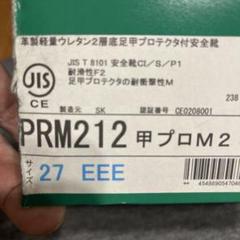 革製軽量ウレタン2層底足甲プロテクタ付安全靴
JIS
CE
JIS T 8101 安全靴CI／S／P1
耐滑性F2
足甲プロテクタの耐衝撃性M
238
製造元 SK 認証番号 CE0208001
PRM212 甲プロM2
サイズ 27 EEE